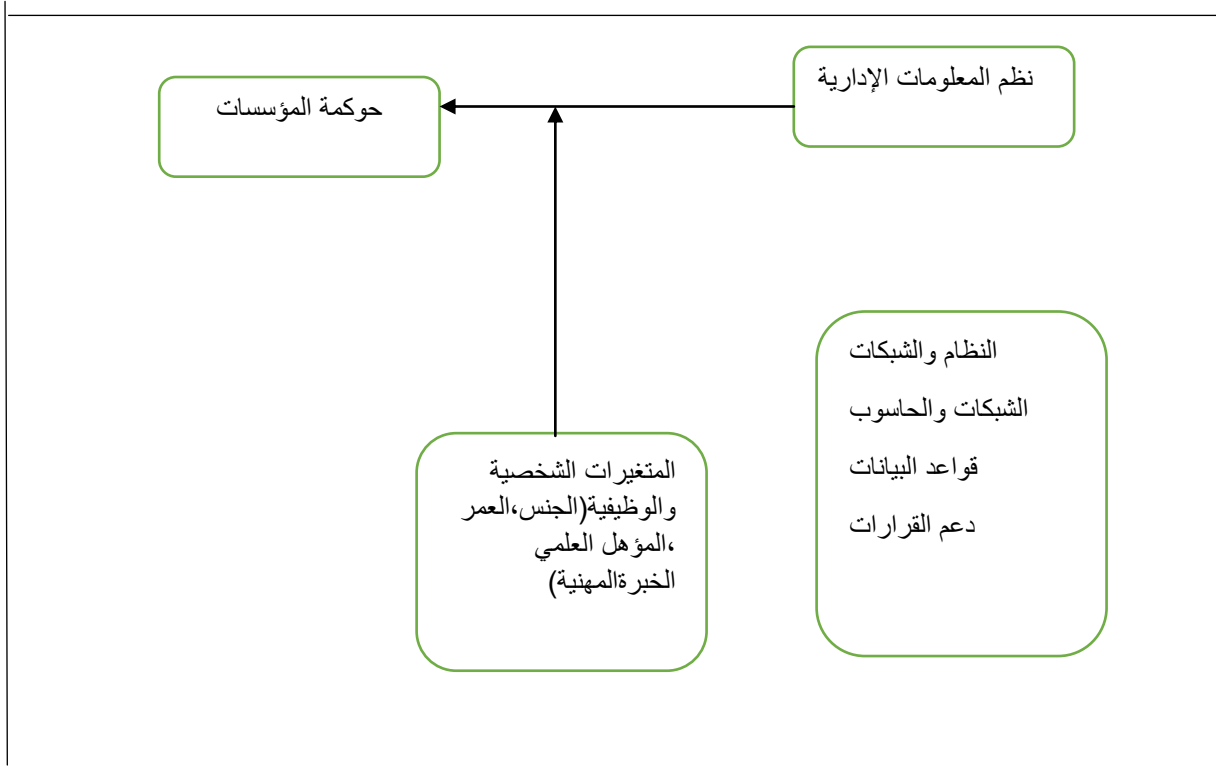 نظم المعلومات الإدارية
حوكمة المؤسسات
النظام والشبكات
الشبكات والحاسوب
قواعد البيانات
دعم القرارات
المتغيرات الشخصية
والوظيفية(الجنس،العمر
،المؤهل العلمي
الخبرةالمهنية)